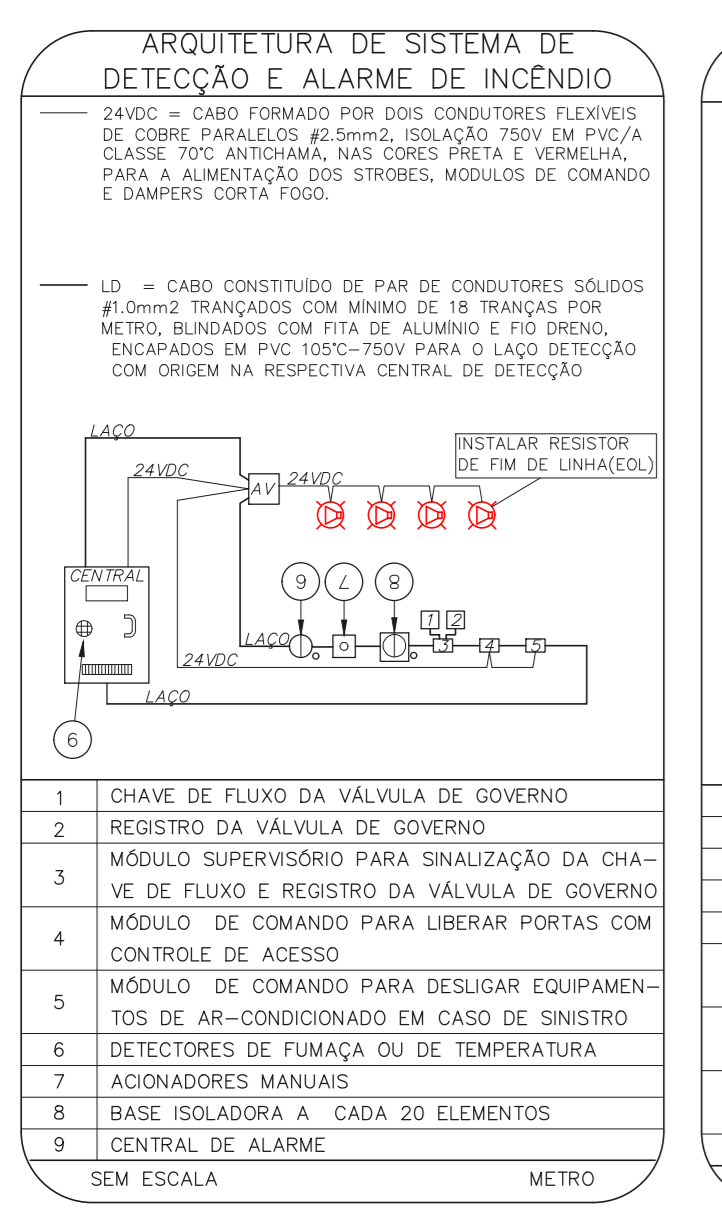 ARQUITETURA DE SISTEMA DE
DETECÇÃO E ALARME DE INCÊNDIO
24VDC = CABO FORMADO POR DOIS CONDUTORES FLEXÍVEIS
DE COBRE PARALELOS #2.5mm2, ISOLAÇÃO 750V EM PVC/A
CLASSE 70°C ANTICHAMA, NAS CORES PRETA E VERMELHA,
PARA A ALIMENTAÇÃO DOS STROBES, MODULOS DE COMANDO
E DAMPERS CORTA FOGO.
LD = CABO CONSTITUÍDO DE PAR DE CONDUTORES SÓLIDOS
#1.0mm2 TRANÇADOS COM MÍNIMO DE 18 TRANÇAS POR
METRO, BLINDADOS COM FITA DE ALUMÍNIO E FIO DRENO,
ENCAPADOS EM PVC 105°C-750V PARA O LAÇO DETECÇÃO
COM ORIGEM NA RESPECTIVA CENTRAL DE DETECÇÃO
LAÇO
INSTALAR RESISTOR
DE FIM DE LINHA(EOL)
24VDC
AV
24VDC
CENTRAL
6
7
8
1
2
LAÇO
3
4
5
24VDC
LAÇO
9
1 CHAVE DE FLUXO DA VÁLVULA DE GOVERNO
2 REGISTRO DA VÁLVULA DE GOVERNO
3 MÓDULO SUPERVISÓRIO PARA SINALIZAÇÃO DA CHA-
VE DE FLUXO E REGISTRO DA VÁLVULA DE GOVERNO
4 MÓDULO DE COMANDO PARA LIBERAR PORTAS COM
CONTROLE DE ACESSO
5 MÓDULO DE COMANDO PARA DESLIGAR EQUIPAMEN-
TOS DE AR-CONDICIONADO EM CASO DE SINISTRO
6 DETECTORES DE FUMAÇA OU DE TEMPERATURA
7 ACIONADORES MANUAIS
8 BASE ISOLADORA A CADA 20 ELEMENTOS
9 CENTRAL DE ALARME
SEM ESCALA METRO